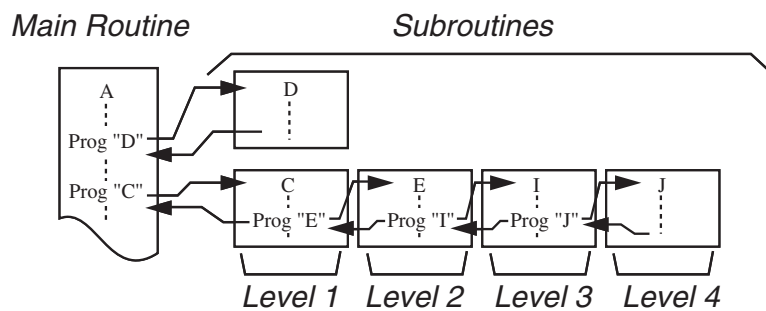 Main Routine
Subroutines
A
D
Prog "D"
Prog "C"
C
E
I
J
Prog "E"
Prog "I"
Prog "J"
Level 1
Level 2
Level 3
Level 4